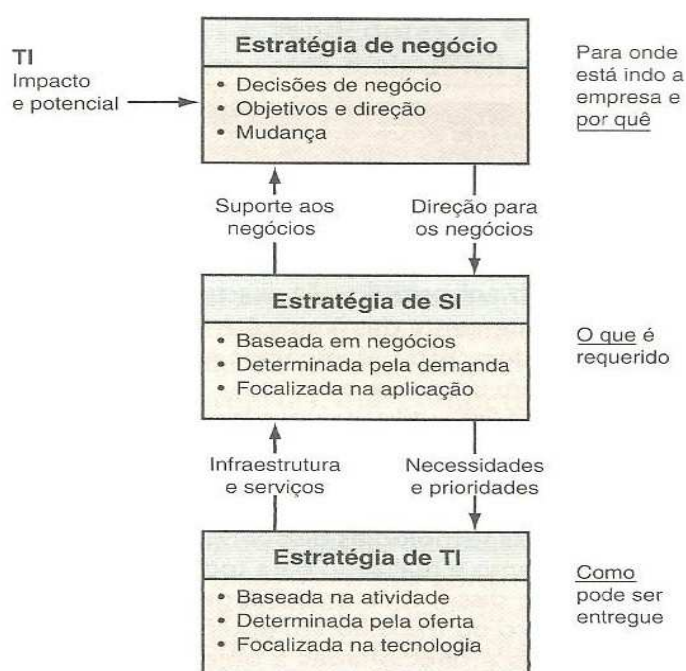 Estratégia de negócio
• Decisões de negócio
• Objetivos e direção
• Mudança
TI
Impacto
e potencial
Para onde
está indo a
empresa e
por quê
Suporte aos
negócios
Direção para
os negócios
Estratégia de SI
• Baseada em negócios
• Determinada pela demanda
• Focalizada na aplicação
O que é
requerido
Infraestrutura
e serviços
Necessidades
e prioridades
Estratégia de TI
• Baseada na atividade
• Determinada pela oferta
• Focalizada na tecnologia
Como
pode ser
entregue